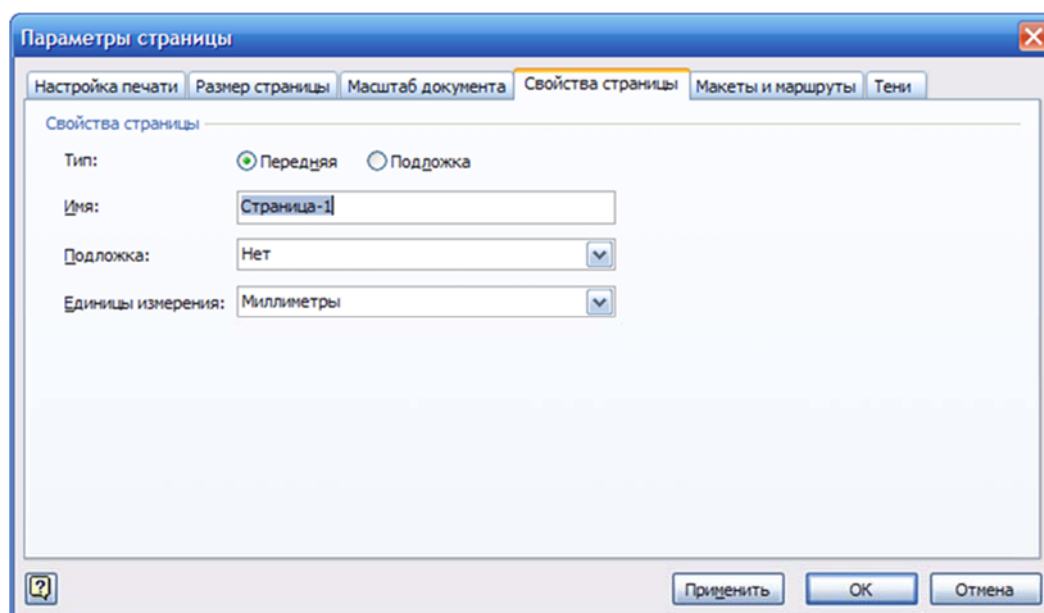 Параметры страницы
Настройка печати Размер страницы Масштаб документа Свойства страницы Макеты и маршруты Тени
Свойства страницы
Тип: Передняя Подложка
Имя: Страница-1
Подложка: Нет
Единицы измерения: Миллиметры
? Применить OK Отмена